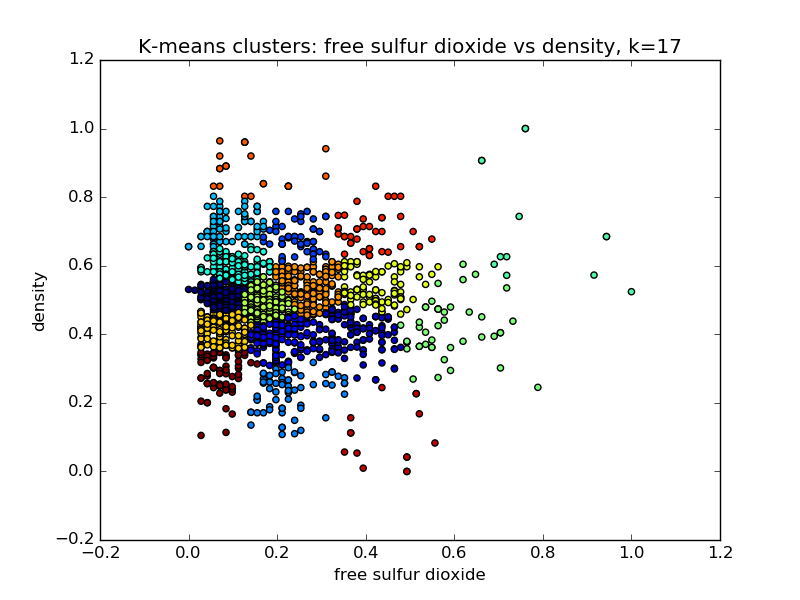 K-means clusters: free sulfur dioxide vs density, k=17
1.2
1.0
0.8
0.6
0.4
0.2
0.0
−0.2
density
−0.2 0.0 0.2 0.4 0.6 0.8 1.0 1.2
free sulfur dioxide